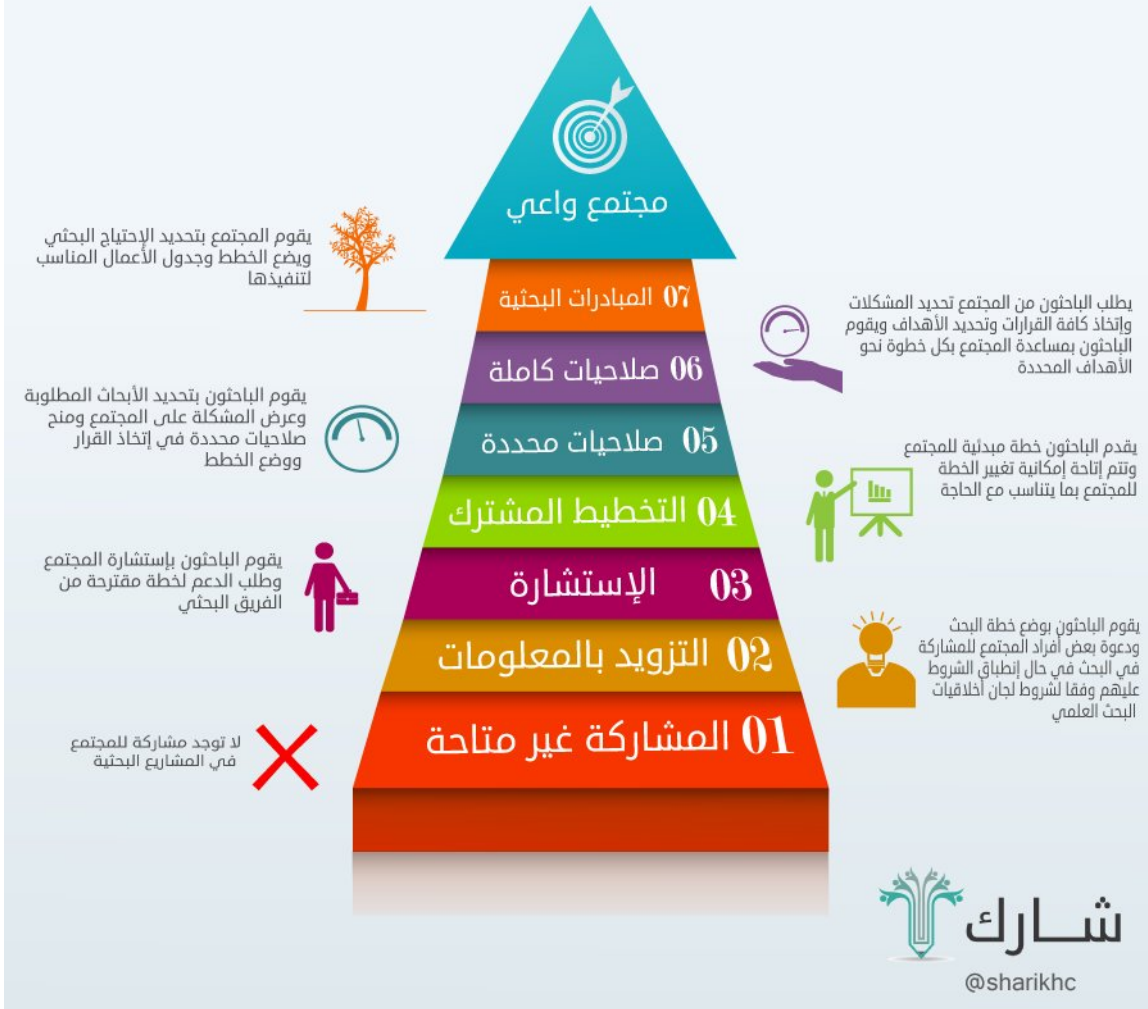 مجتمع واعي
07 المبادرات البحثية
يقوم المجتمع بتحديد الإحتياج البحثي
ويضع الخطط وجدول الأعمال المناسب
لتنفيذها
06 صلاحيات كاملة
يطلب الباحثون من المجتمع تحديد المشكلات
وإتخاذ كافة القرارات وتحديد الأهداف ويقوم
الباحثون بمساعدة المجتمع بكل خطوة نحو
الأهداف المحددة
05 صلاحيات محددة
يقوم الباحثون بتحديد الأبحاث المطلوبة
وعرض المشكلة على المجتمع ومنح
صلاحيات محددة في إتخاذ القرار
ووضع الخطط
04 التخطيط المشترك
يقدم الباحثون خطة مبدئية للمجتمع
وتتم إتاحة إمكانية تغيير الخطة
للمجتمع بما يتناسب مع الحاجة
03 الإستشارة
يقوم الباحثون بإستشارة المجتمع
وطلب الدعم لخطة مقترحة من
الفريق البحثي
02 التزويد بالمعلومات
يقوم الباحثون بوضع خطة البحث
ودعوة بعض أفراد المجتمع للمشاركة
في البحث في حال إنطباق الشروط
عليهم وفقا لشروط لجان أخلاقيات
البحث العلمي
01 المشاركة غير متاحة
لا توجد مشاركة للمجتمع
في المشاريع البحثية
شارك
@sharikhc